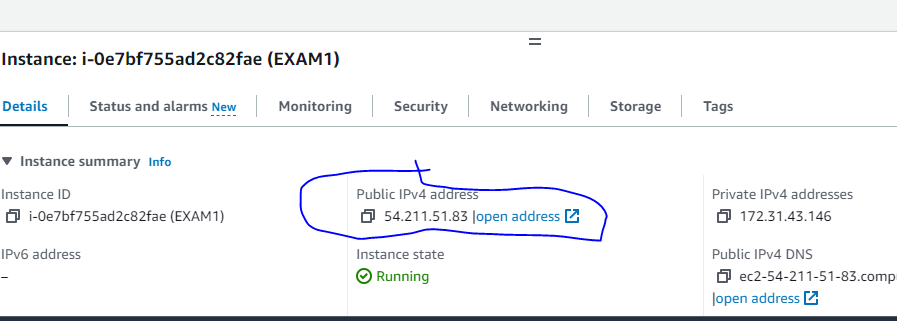 Instance: i-0e7bf755ad2c82fae (EXAM1)
Details Status and alarms New Monitoring Security Networking Storage Tags
Instance summary Info
Instance ID
i-0e7bf755ad2c82fae (EXAM1)
Public IPv4 address
54.211.51.83 |open address
Private IPv4 addresses
172.31.43.146
IPv6 address
–
Instance state
Running
Public IPv4 DNS
ec2-54-211-51-83.compu
|open address